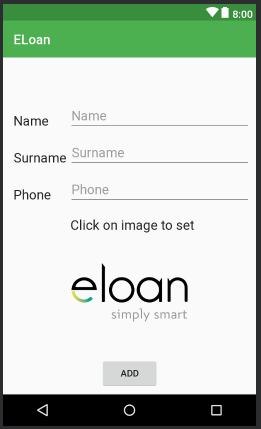 8:00
ELoan
Name Name
Surname Surname
Phone Phone
Click on image to set
eloan
simply smart
ADD